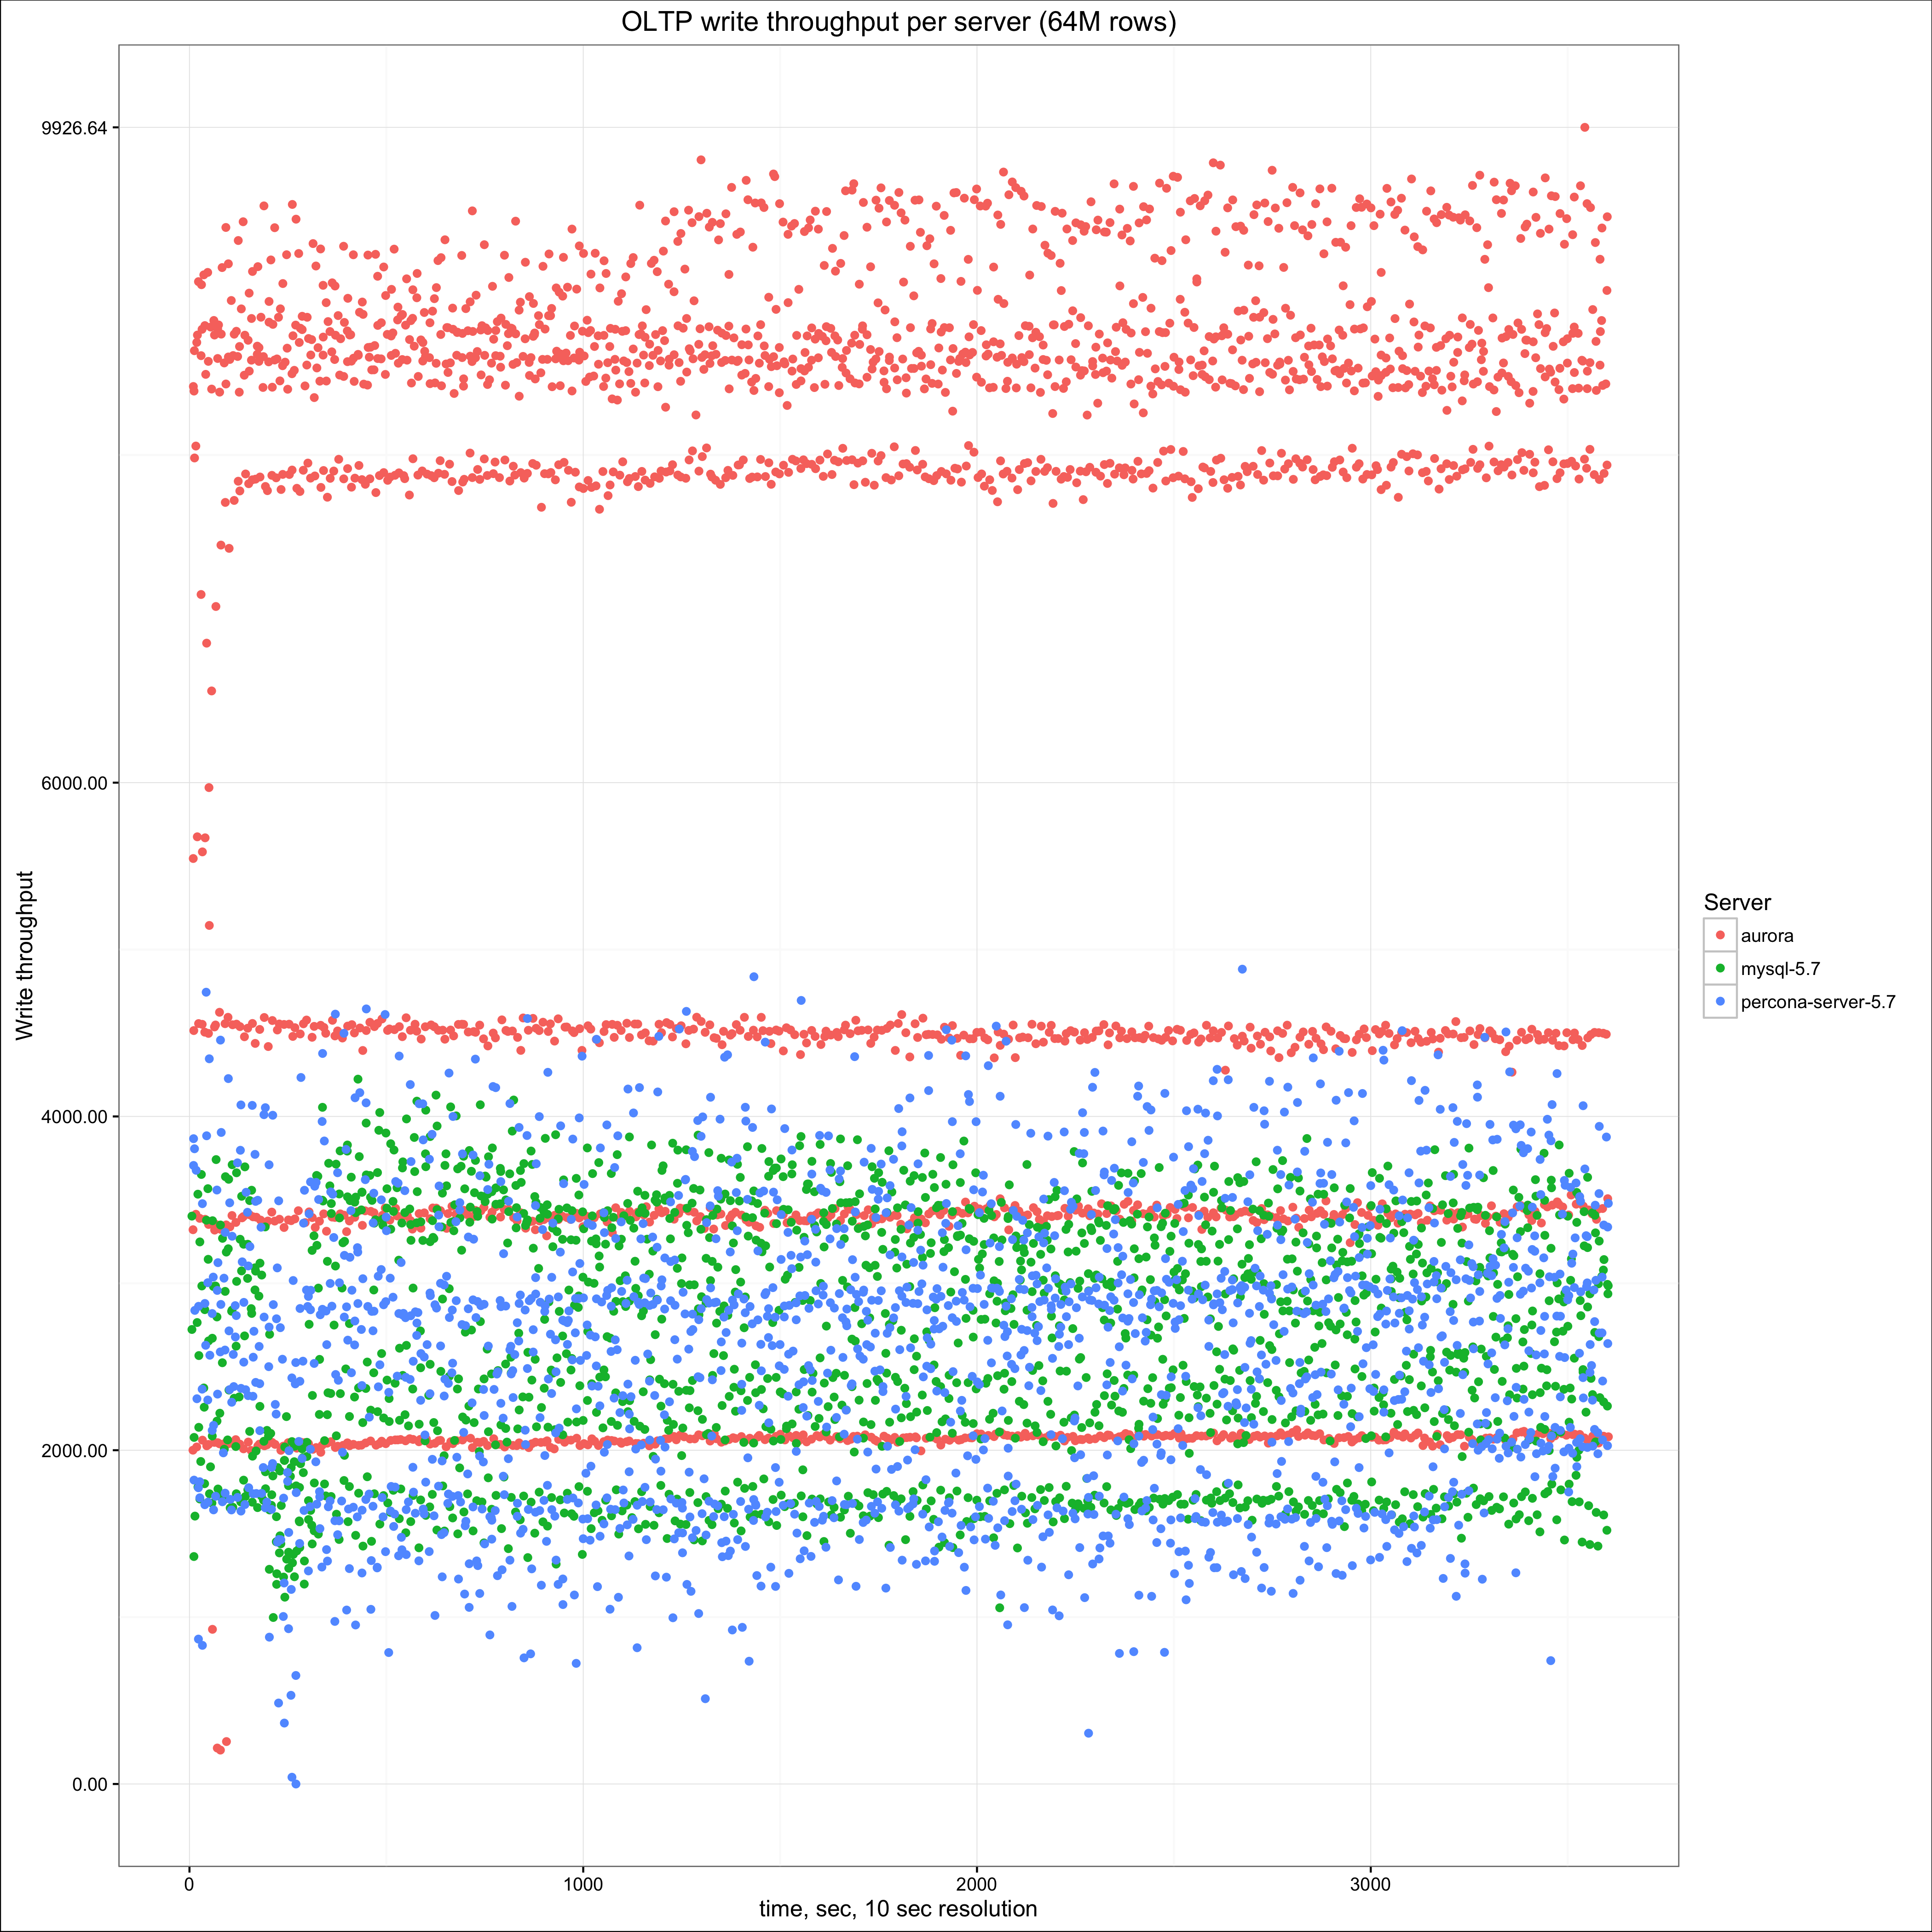 OLTP write throughput per server (64M rows)
9926.64
6000.00
4000.00
2000.00
0.00
Write throughput
0
1000
2000
3000
time, sec, 10 sec resolution
Server
aurora
mysql-5.7
percona-server-5.7